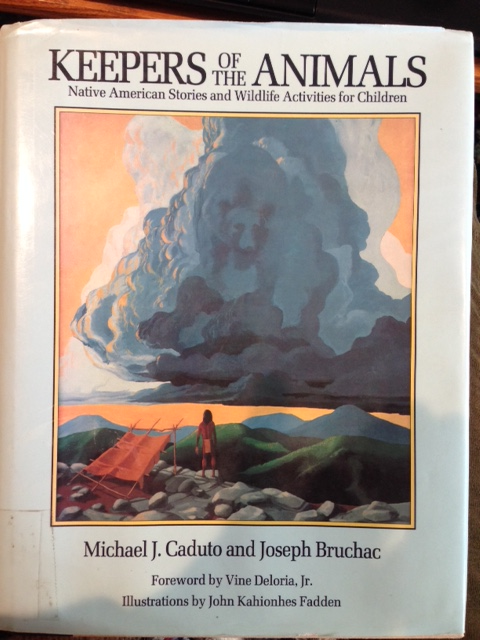 KEEPERS OF THE ANIMALS
Native American Stories and Wildlife Activities for Children
Michael J. Caduto and Joseph Bruchac
Foreword by Vine Deloria, Jr.
Illustrations by John Kahionhes Fadden